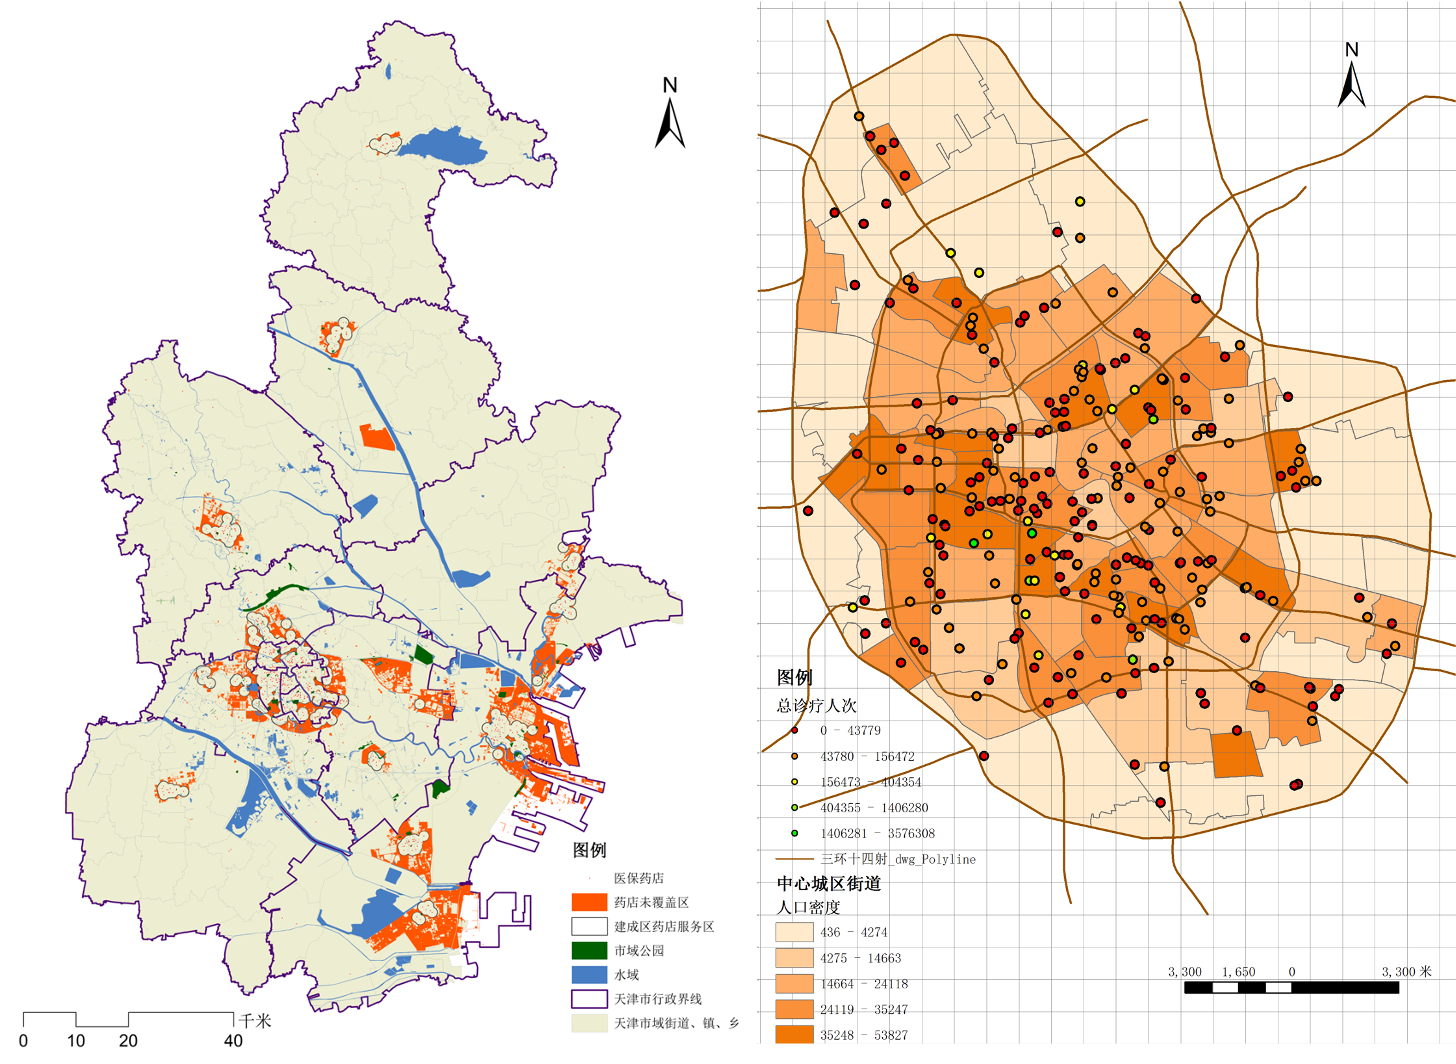 N
图例
医保药店
药店未覆盖区
建成区药店服务区
市域公园
水域
天津市行政界线
天津市域街道、镇、乡
千米
0 10 20 40
N
图例
总诊疗人次
0 - 43779
43780 - 156472
156473 - 404354
404355 - 1406280
1406281 - 3576308
三环十四射_dwg_Polyline
中心城区街道
人口密度
436 - 4274
4275 - 14663
14664 - 24118
24119 - 35247
35248 - 53827
3,300 1,650 0 3,300 米